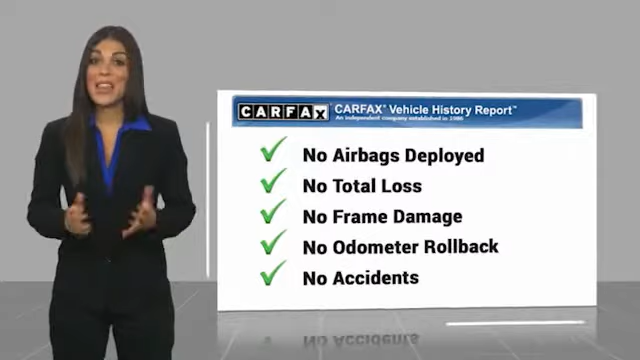 CARFAX CARFAX® Vehicle History Report™
An independent company established in 1986
No Airbags Deployed
No Total Loss
No Frame Damage
No Odometer Rollback
No Accidents